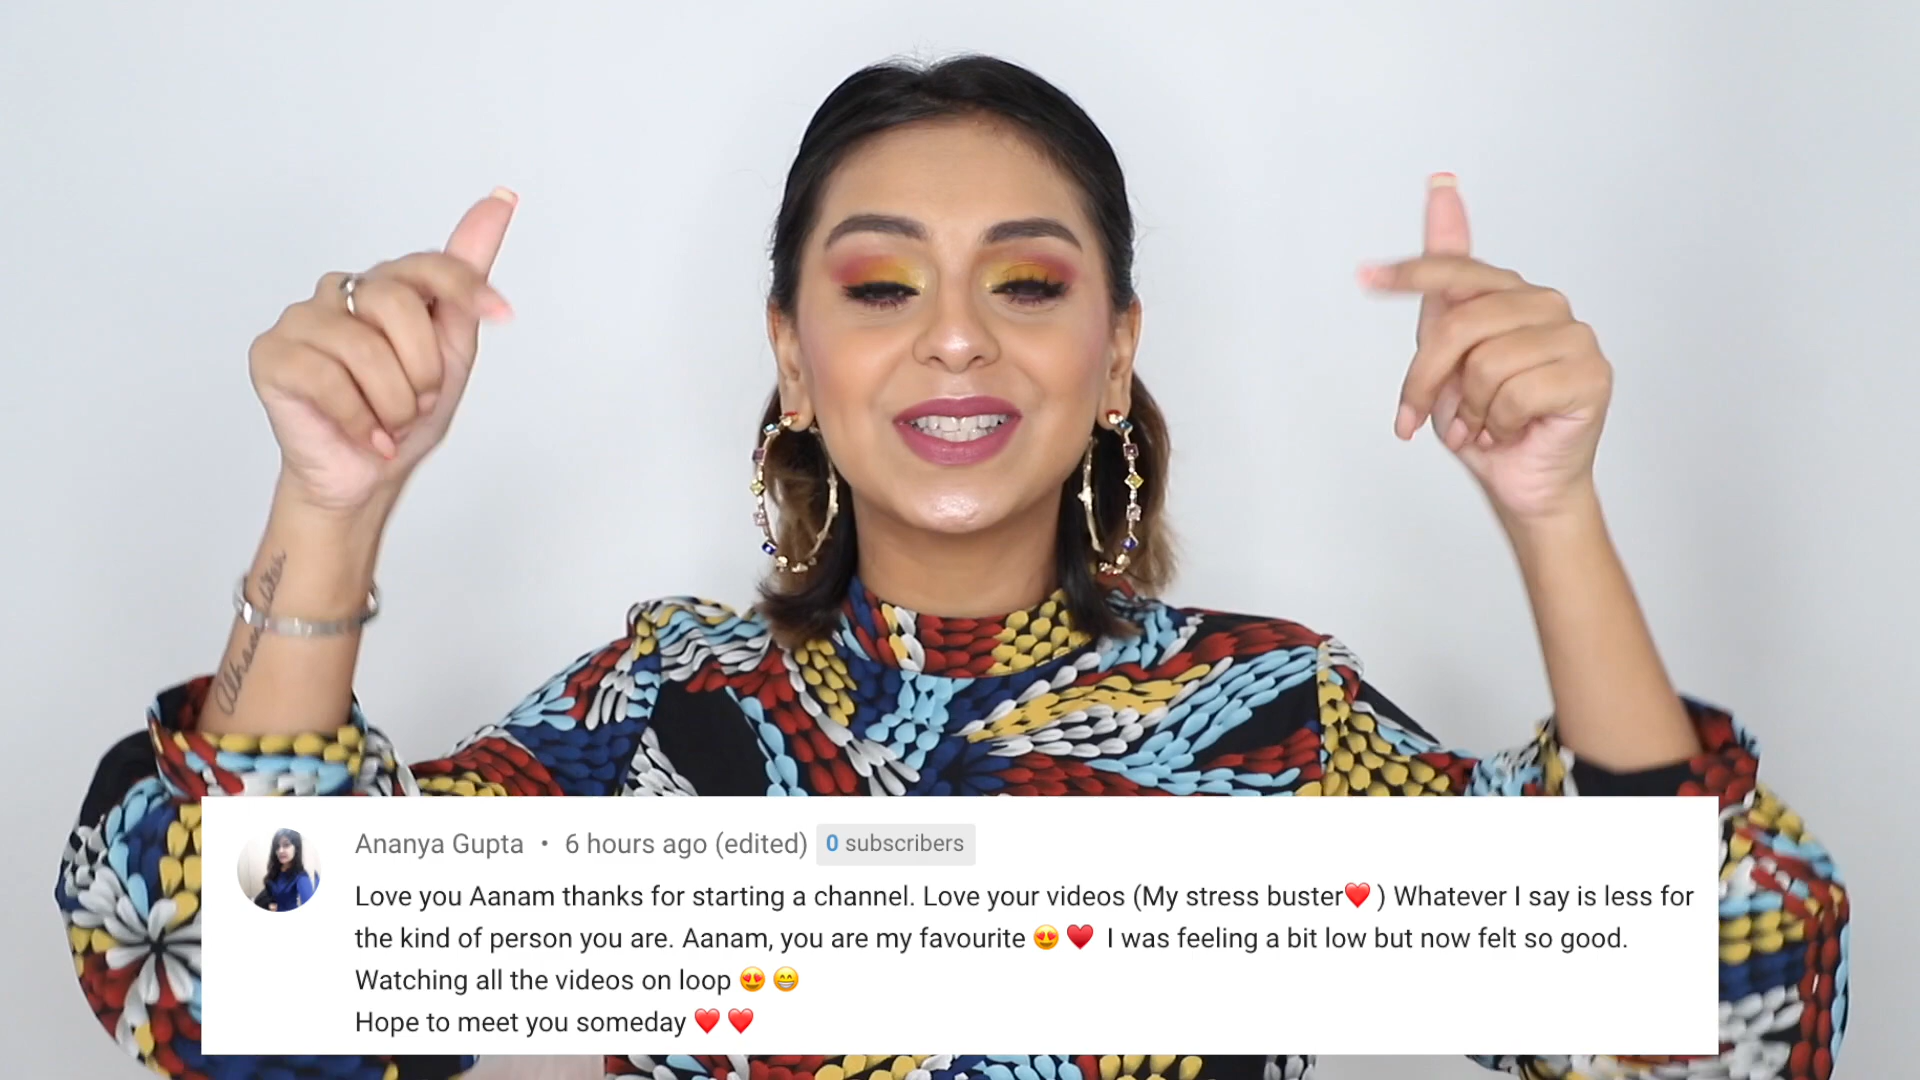 Ananya Gupta • 6 hours ago (edited) 0 subscribers
Love you Aanam thanks for starting a channel. Love your videos (My stress buster❤️ ) Whatever I say is less for
the kind of person you are. Aanam, you are my favourite 😍 ❤️ I was feeling a bit low but now felt so good.
Watching all the videos on loop 😍 😁
Hope to meet you someday ❤️ ❤️